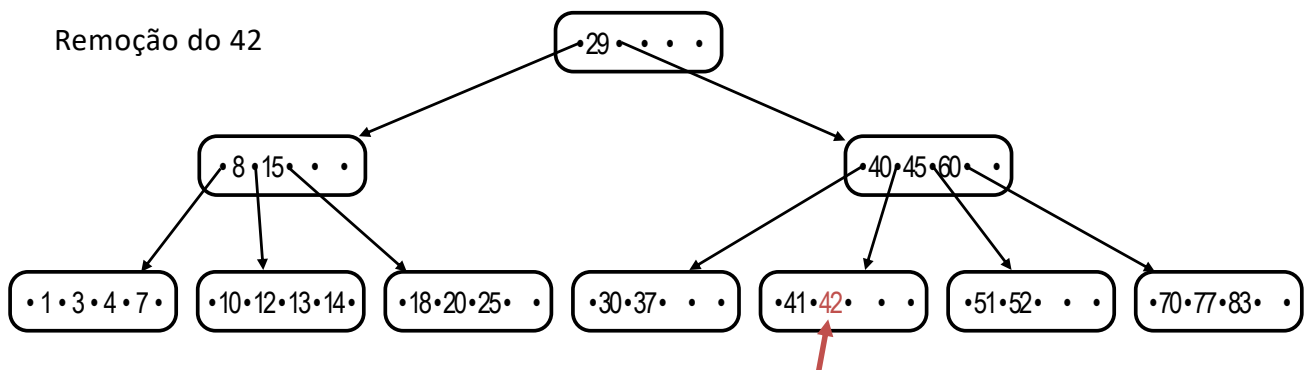 Remoção do 42
• 29 • • • •
• 8 • 15 • • •
• 40 • 45 • 60 • •
• 1 • 3 • 4 • 7 •
• 10 • 12 • 13 • 14 •
• 18 • 20 • 25 • •
• 30 • 37 • • •
• 41 • 42 • • •
• 51 • 52 • • •
• 70 • 77 • 83 • •